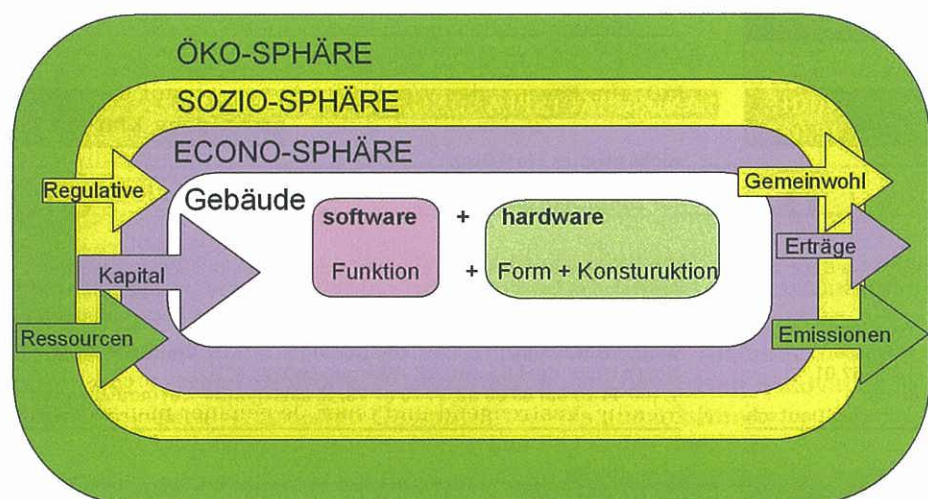 ÖKO-SPHÄRE
SOZIO-SPHÄRE
ECONO-SPHÄRE
Regulative
Gemeinwohl
Gebäude
software + hardware
Erträge
Kapital
Funktion + Form + Konsturuktion
Ressourcen
Emissionen